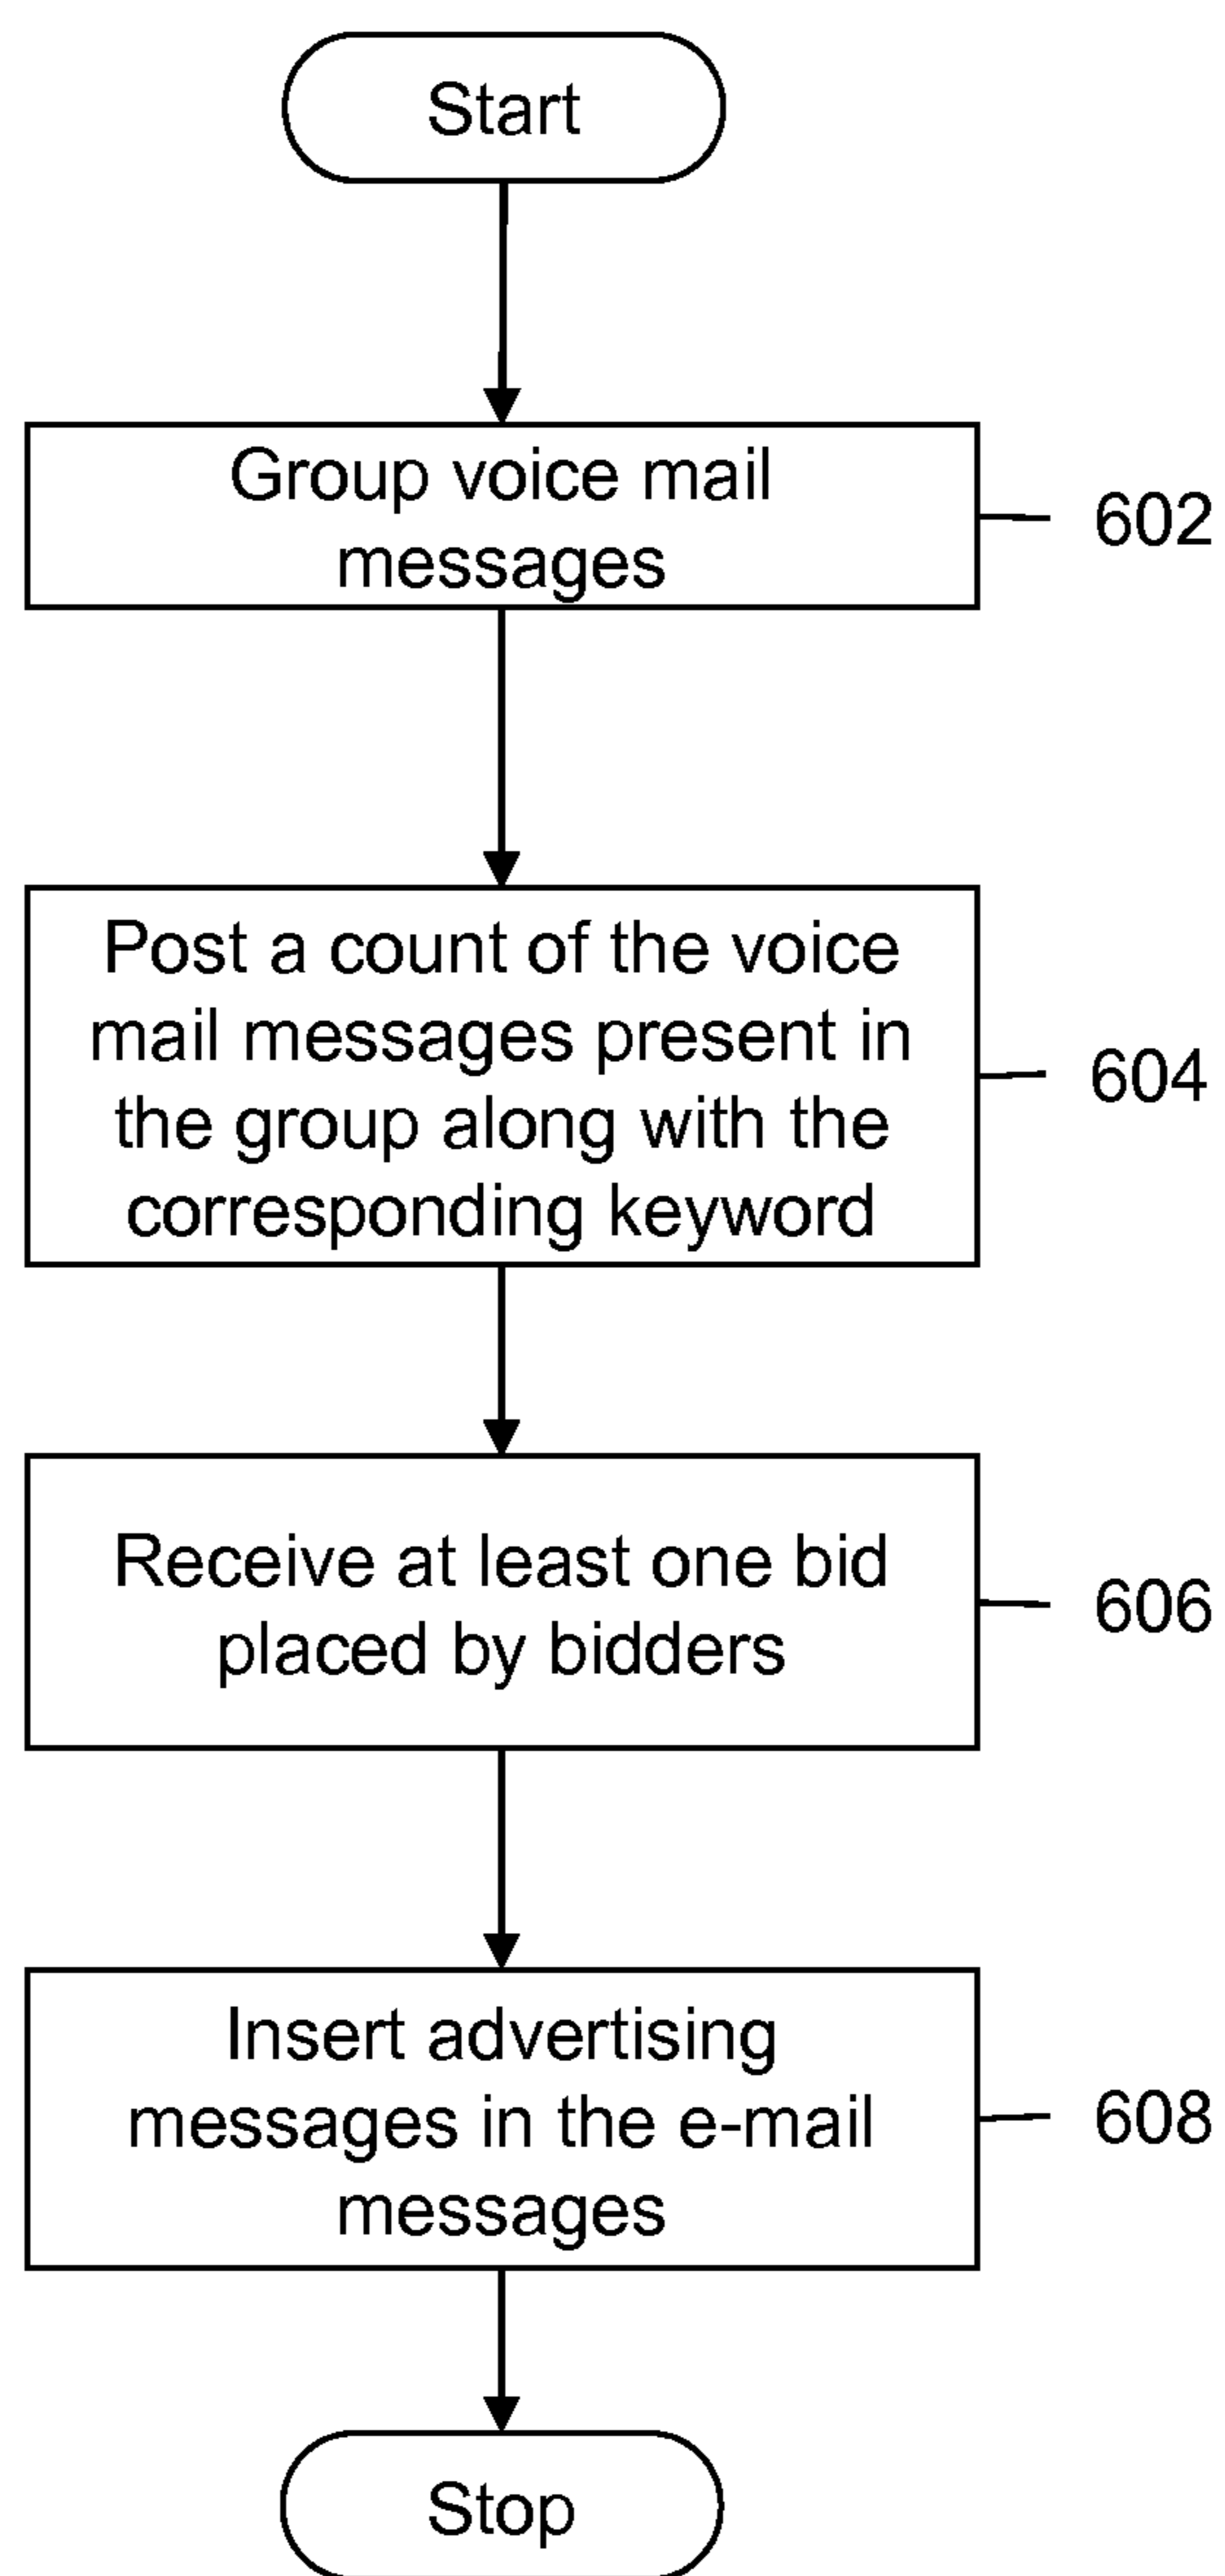 Start
Group voice mail
messages
602
Post a count of the voice
mail messages present in
the group along with the
corresponding keyword
604
Receive at least one bid
placed by bidders
606
Insert advertising
messages in the e-mail
messages
608
Stop